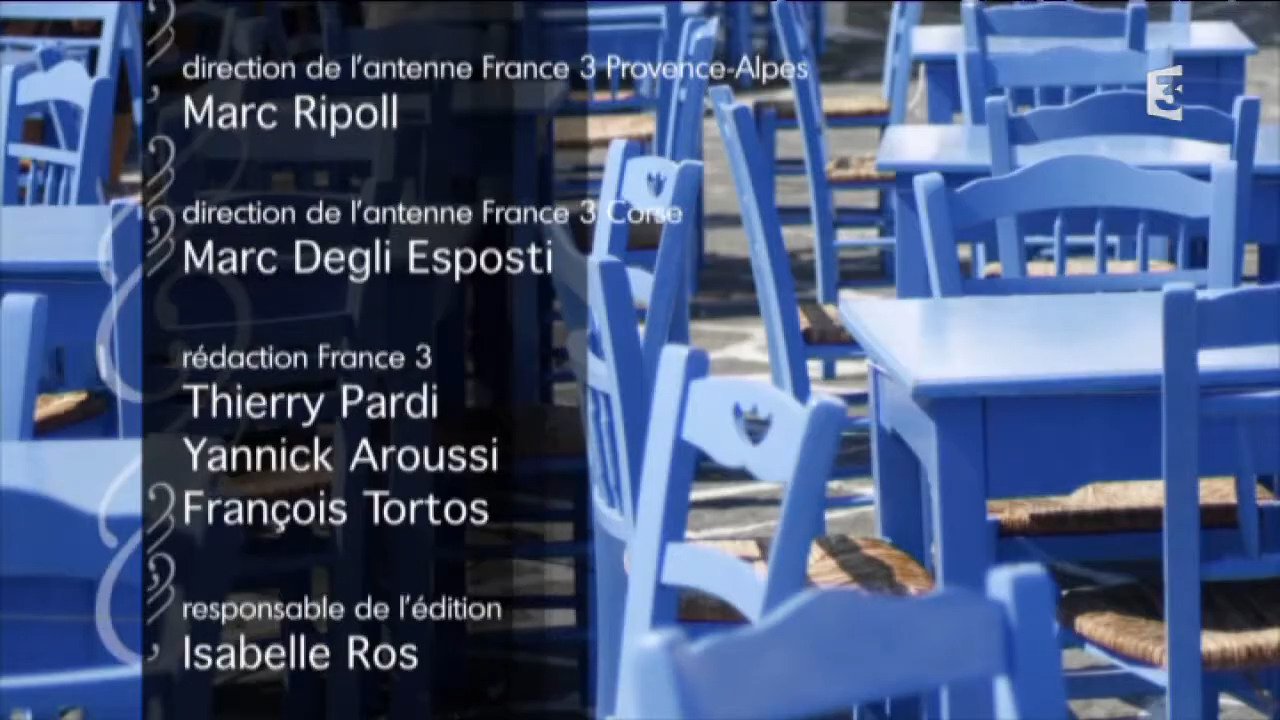 direction de l'antenne France 3 Provence-Alpes
Marc Ripoll
direction de l'antenne France 3 Corse
Marc Degli Esposti
rédaction France 3
Thierry Pardi
Yannick Aroussi
François Tortos
responsable de l'édition
Isabelle Ros
3